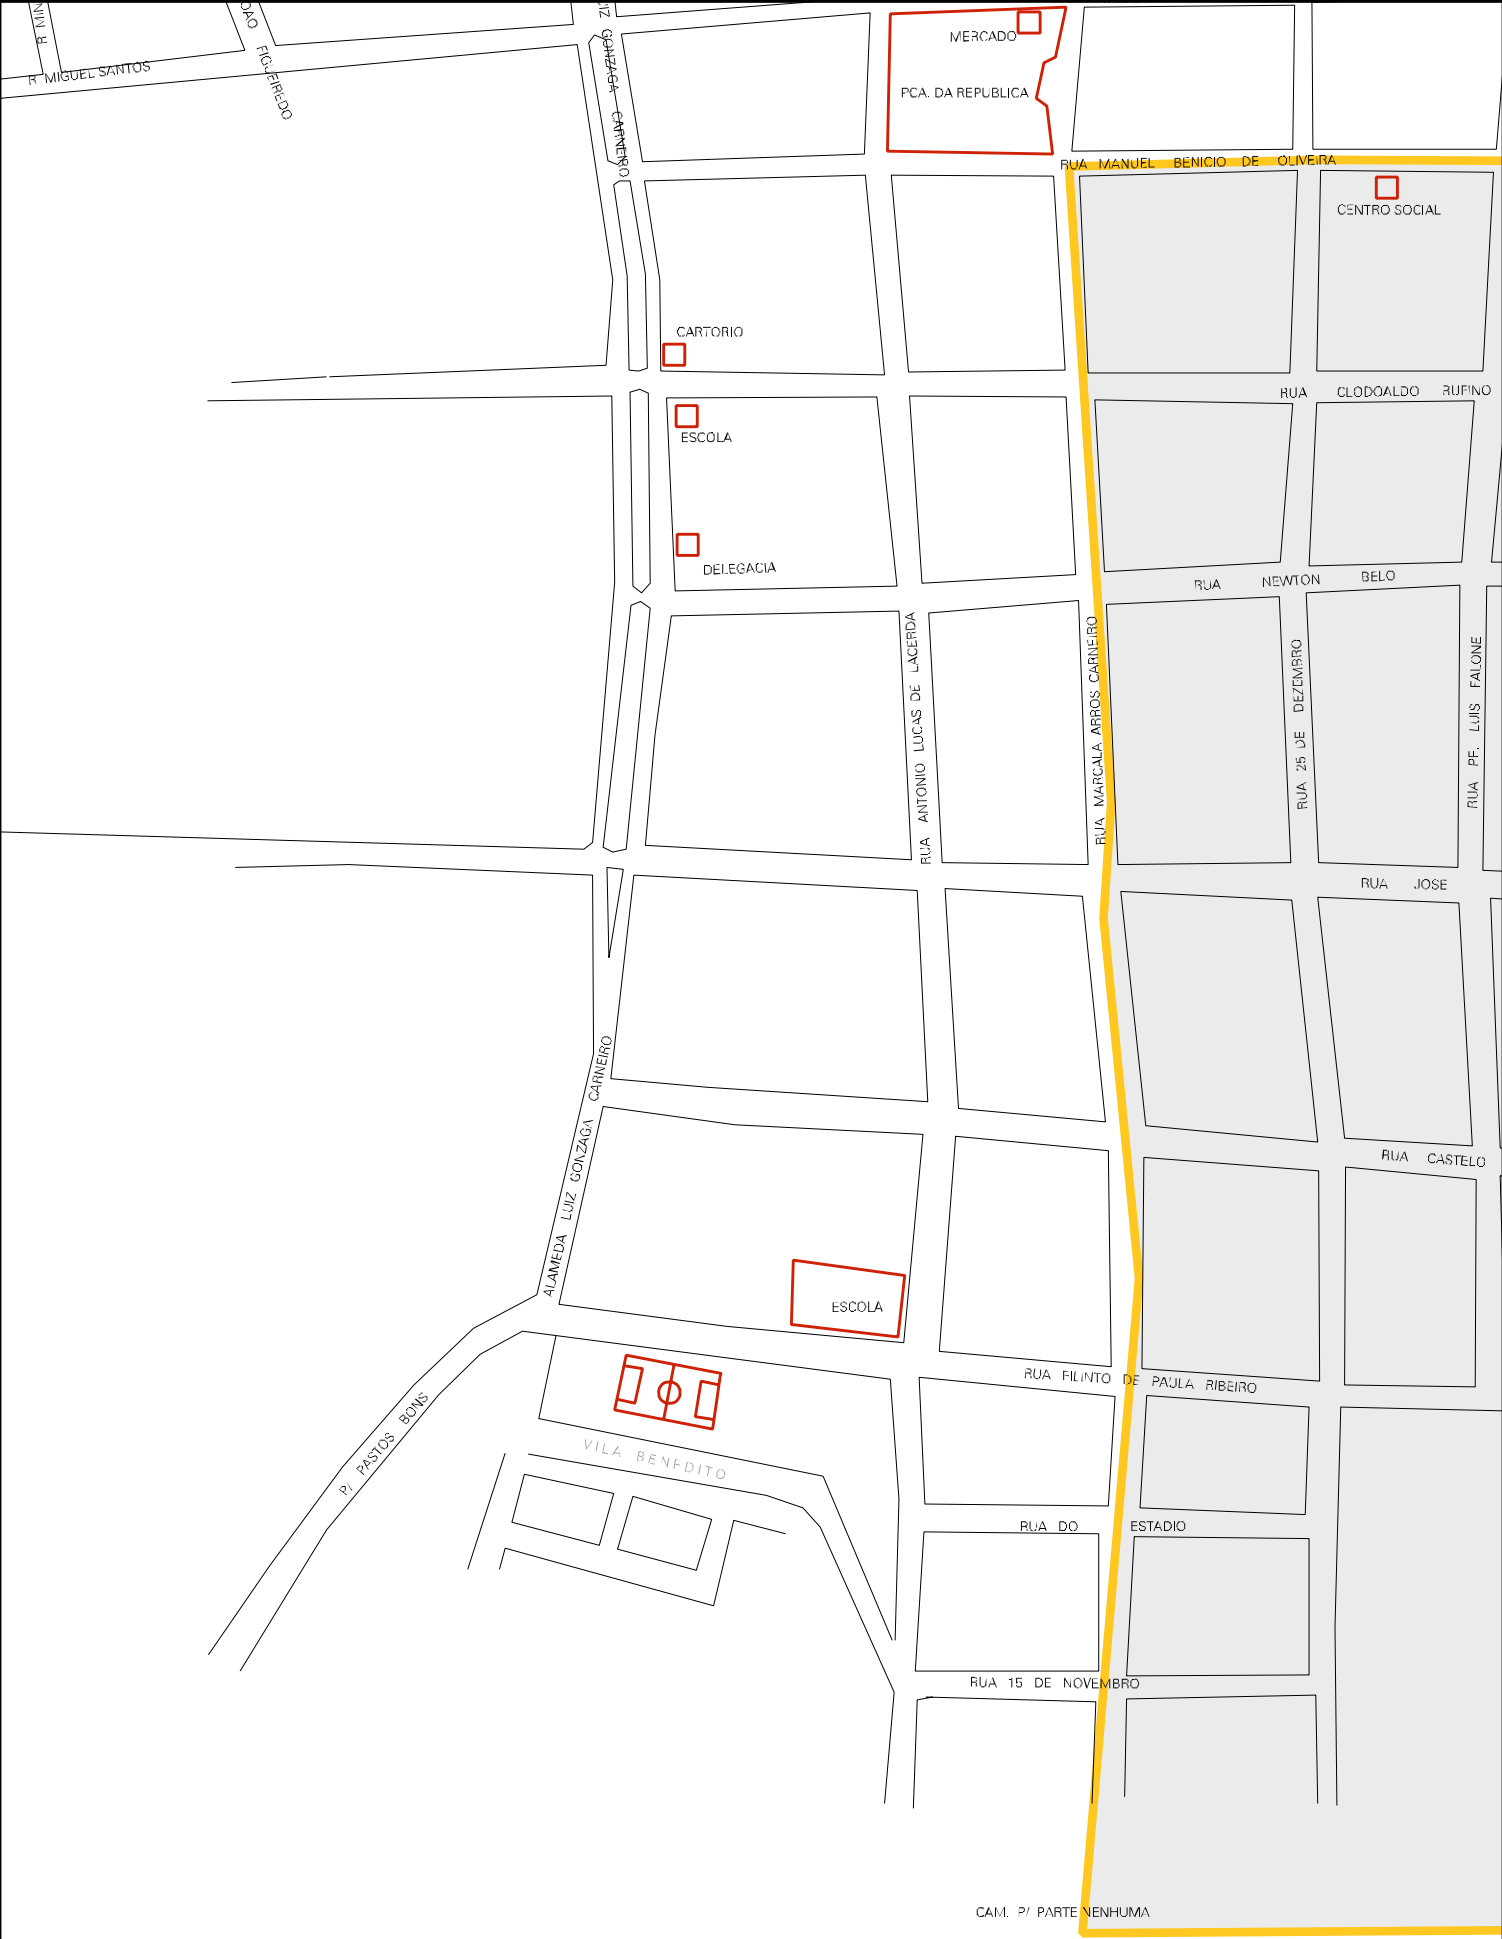 R MIN
OAO FIGUEIREDO
R MIGUEL SANTOS
IZ GONZAGA CARNEIRO
MERCADO
PCA. DA REPUBLICA
RUA MANUEL BENICIO DE OLIVEIRA
CENTRO SOCIAL
CARTORIO
RUA CLODOALDO RUFINO
ESCOLA
DELEGACIA
RUA NEWTON BELO
RUA ANTONIO LUCAS DE LACERDA
RUA MARCALA ARROS CARNEIRO
RUA 25 DE DEZEMBRO
RUA PF. LUIS FALONE
RUA JOSE
ALAMEDA LUIZ GONZAGA CARNEIRO
RUA CASTELO
ESCOLA
RUA FILINTO DE PAULA RIBEIRO
P/ PASTOS BONS
VILA BENEDITO
RUA DO ESTADIO
RUA 15 DE NOVEMBRO
CAM. P/ PARTE NENHUMA